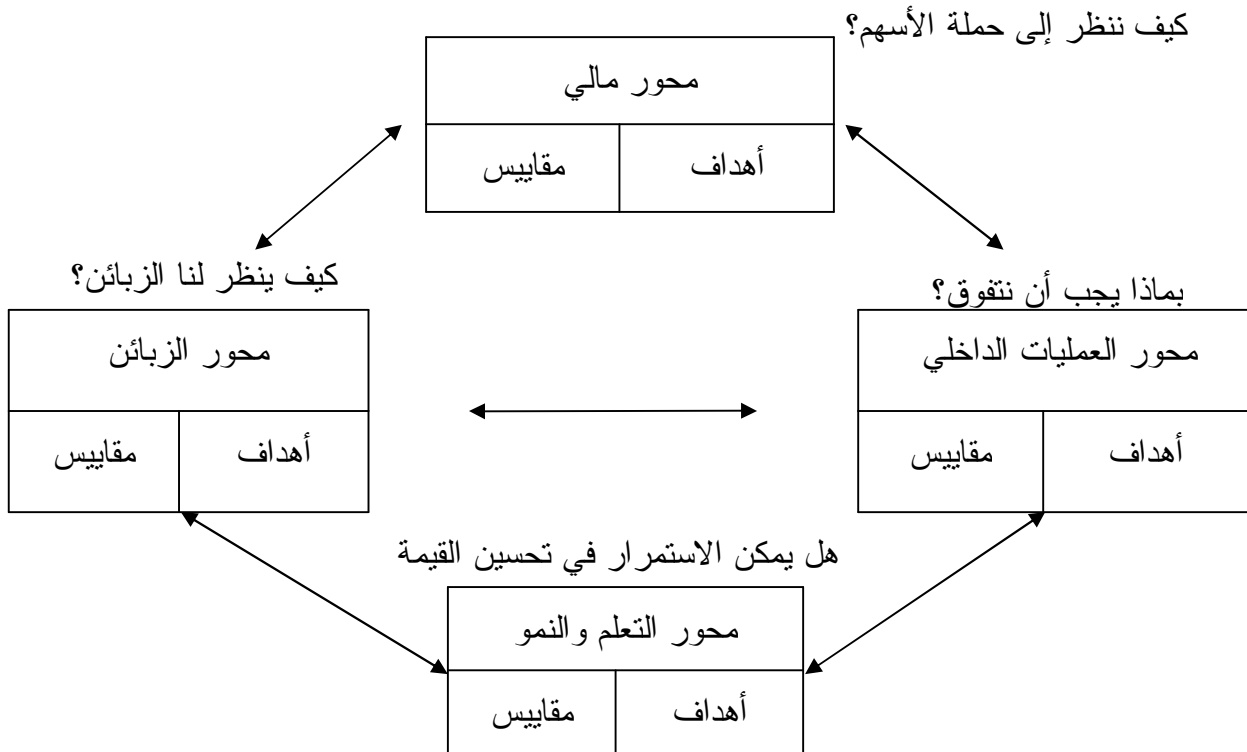 كيف ننظر إلى حملة الأسهم؟
محور مالي
أهداف
مقاييس
بماذا يجب أن نتفوق؟
كيف ينظر لنا الزبائن؟
محور العمليات الداخلي
محور الزبائن
أهداف
مقاييس
أهداف
مقاييس
هل يمكن الاستمرار في تحسين القيمة
محور التعلم والنمو
أهداف
مقاييس